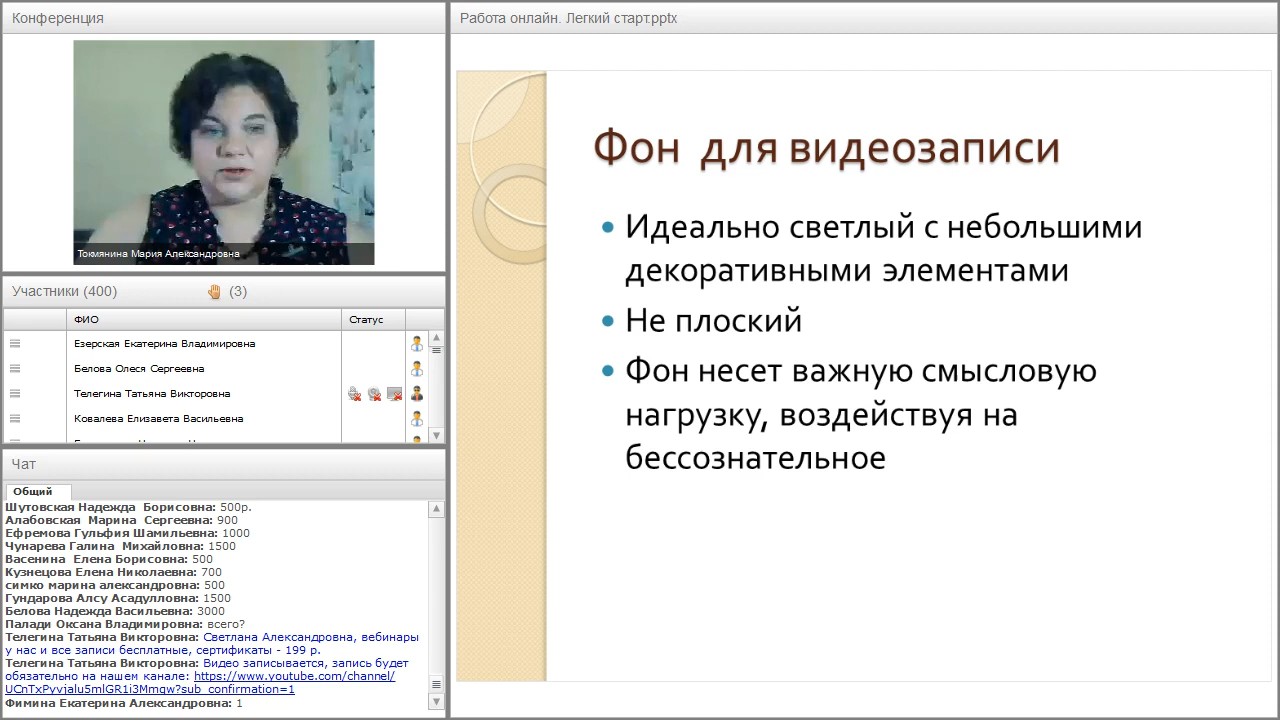 Конференция
Токмянина Мария Александровна
Участники (400) (3)
ФИО Статус
Езерская Екатерина Владимировна
Белова Олеся Сергеевна
Телегина Татьяна Викторовна
Ковалева Елизавета Васильевна
Чат
Общий
Шутовская Надежда Борисовна: 500р.
Алабовская Марина Сергеевна: 900
Ефремова Гульфия Шамильевна: 1000
Чунарева Галина Михайловна: 1500
Васенина Елена Борисовна: 500
Кузнецова Елена Николаевна: 700
симко марина александровна: 500
Гундарова Алсу Асадулловна: 1500
Белова Надежда Васильевна: 3000
Палади Оксана Владимировна: всего?
Телегина Татьяна Викторовна: Светлана Александровна, вебинары
у нас и все записи бесплатные, сертификаты - 199 р.
Телегина Татьяна Викторовна: Видео записывается, запись будет
обязательно на нашем канале: https://www.youtube.com/channel/
UCnTxPyvjalu5mlGR1i3Mmqw?sub_confirmation=1
Фимина Екатерина Александровна: 1
Работа онлайн. Легкий старт.pptx
Фон для видеозаписи
Идеально светлый с небольшими
декоративными элементами
Не плоский
Фон несет важную смысловую
нагрузку, воздействуя на
бессознательное